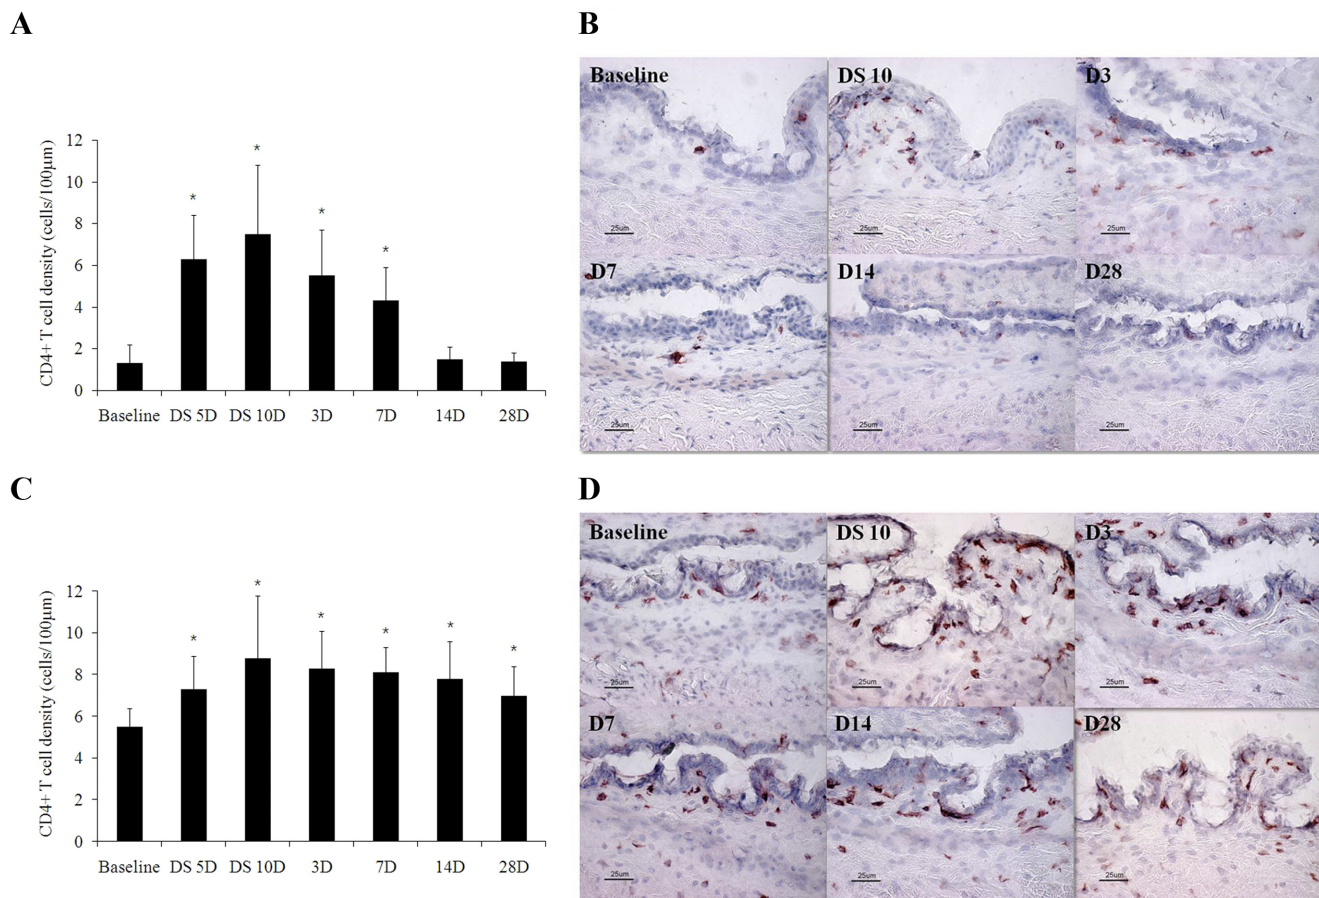 A
B
CD4+ T cell density (cells/100µm)
12
10
8
6
4
2
0
*
*
*
*
Baseline DS 5D DS 10D 3D 7D 14D 28D
Baseline DS 10 D3
25um 25um 25um
D7 D14 D28
25um 25um 25um
C
D
CD4+ T cell density (cells/100µm)
12
10
8
6
4
2
0
*
*
*
*
*
*
Baseline DS 5D DS 10D 3D 7D 14D 28D
Baseline DS 10 D3
25um 25um 25um
D7 D14 D28
25um 25um 25um